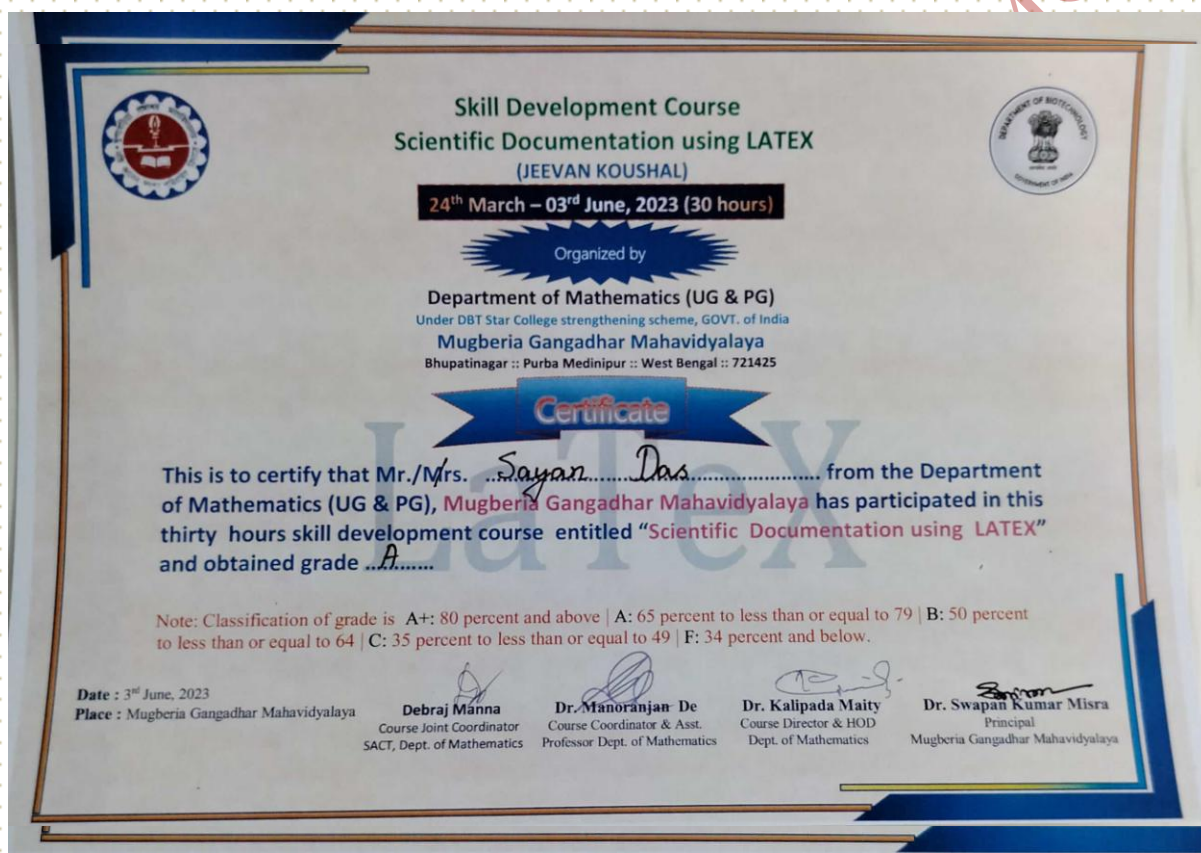 Skill Development Course
Scientific Documentation using LATEX
(JEEVAN KOUSHAL)
24th March – 03rd June, 2023 (30 hours)
Organized by
Department of Mathematics (UG & PG)
Under DBT Star College strengthening scheme, GOVT. of India
Mugberia Gangadhar Mahavidyalaya
Bhupatinagar :: Purba Medinipur :: West Bengal :: 721425
Certificate
LaTeX
This is to certify that Mr./Mrs. ...Sayan.......Das...................... from the Department
of Mathematics (UG & PG), Mugberia Gangadhar Mahavidyalaya has participated in this
thirty hours skill development course entitled “Scientific Documentation using LATEX”
and obtained grade ...A.......
Note: Classification of grade is A+: 80 percent and above | A: 65 percent to less than or equal to 79 | B: 50 percent
to less than or equal to 64 | C: 35 percent to less than or equal to 49 | F: 34 percent and below.
Date : 3rd June, 2023
Place : Mugberia Gangadhar Mahavidyalaya
Debraj Manna
Course Joint Coordinator
SACT, Dept. of Mathematics
Dr. Manoranjan De
Course Coordinator & Asst.
Professor Dept. of Mathematics
Dr. Kalipada Maity
Course Director & HOD
Dept. of Mathematics
Dr. Swapan Kumar Misra
Principal
Mugberia Gangadhar Mahavidyalaya
DEPARTMENT OF BIOTECHNOLOGY
GOVERNMENT OF INDIA